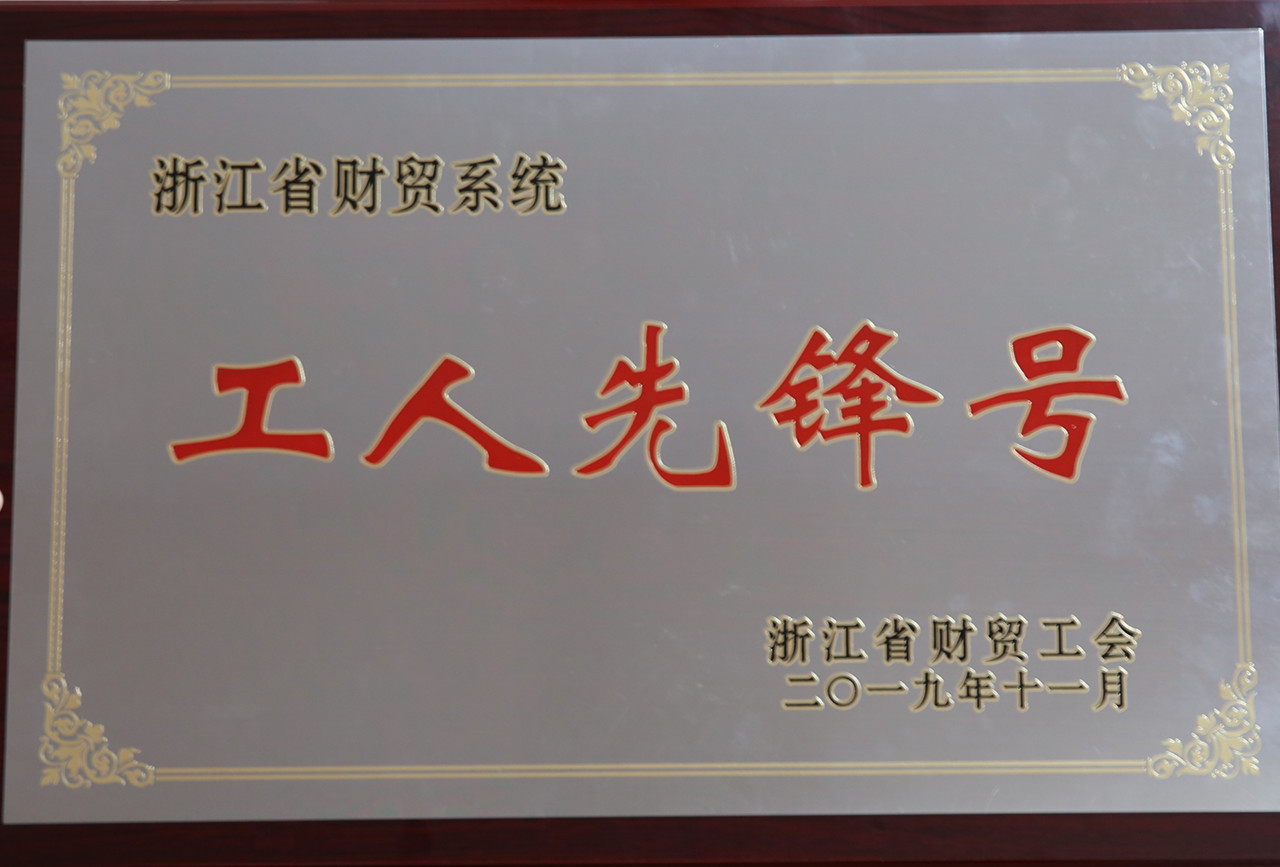 浙江省财贸系统
工人先锋号
浙江省财贸工会
二〇一九年十一月